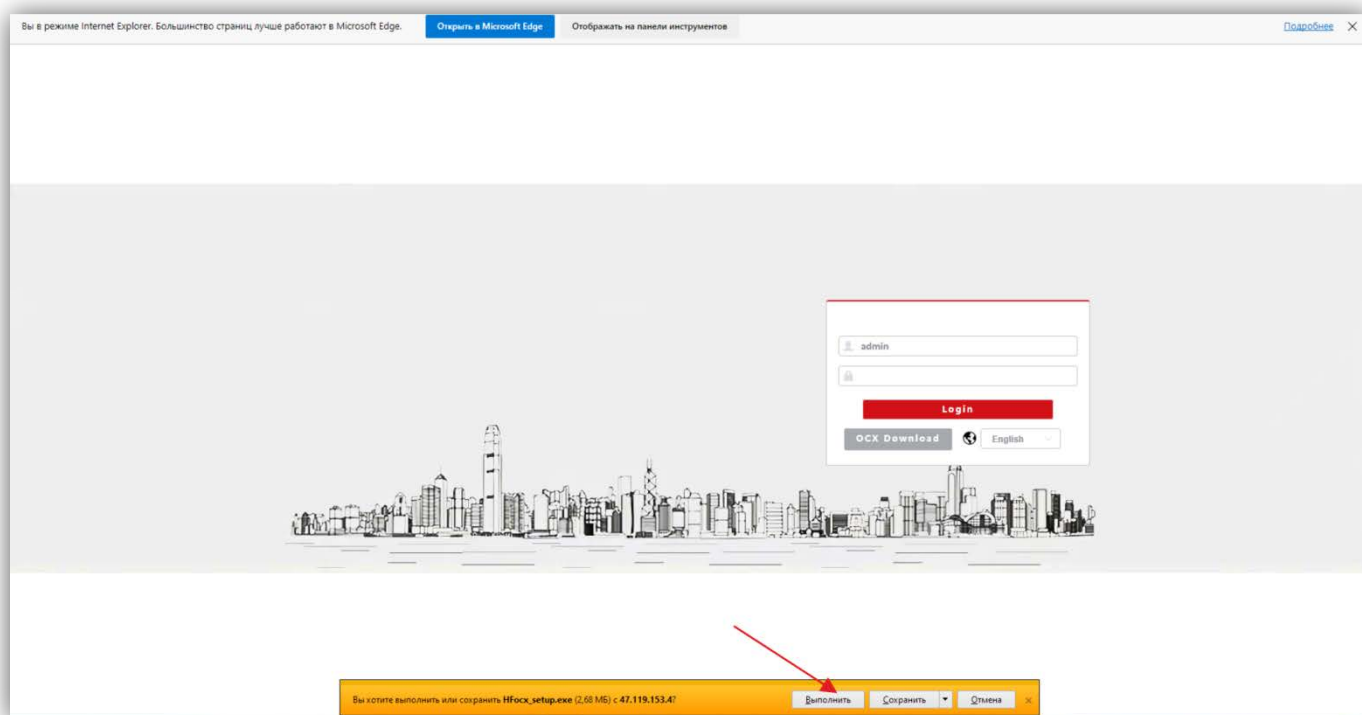 Вы в режиме Internet Explorer. Большинство страниц лучше работают в Microsoft Edge. Открыть в Microsoft Edge Отображать на панели инструментов Подробнее
admin
Login
OCX Download English
Вы хотите выполнить или сохранить HFocx_setup.exe (2,68 МБ) с 47.119.153.4? Выполнить Сохранить Отмена